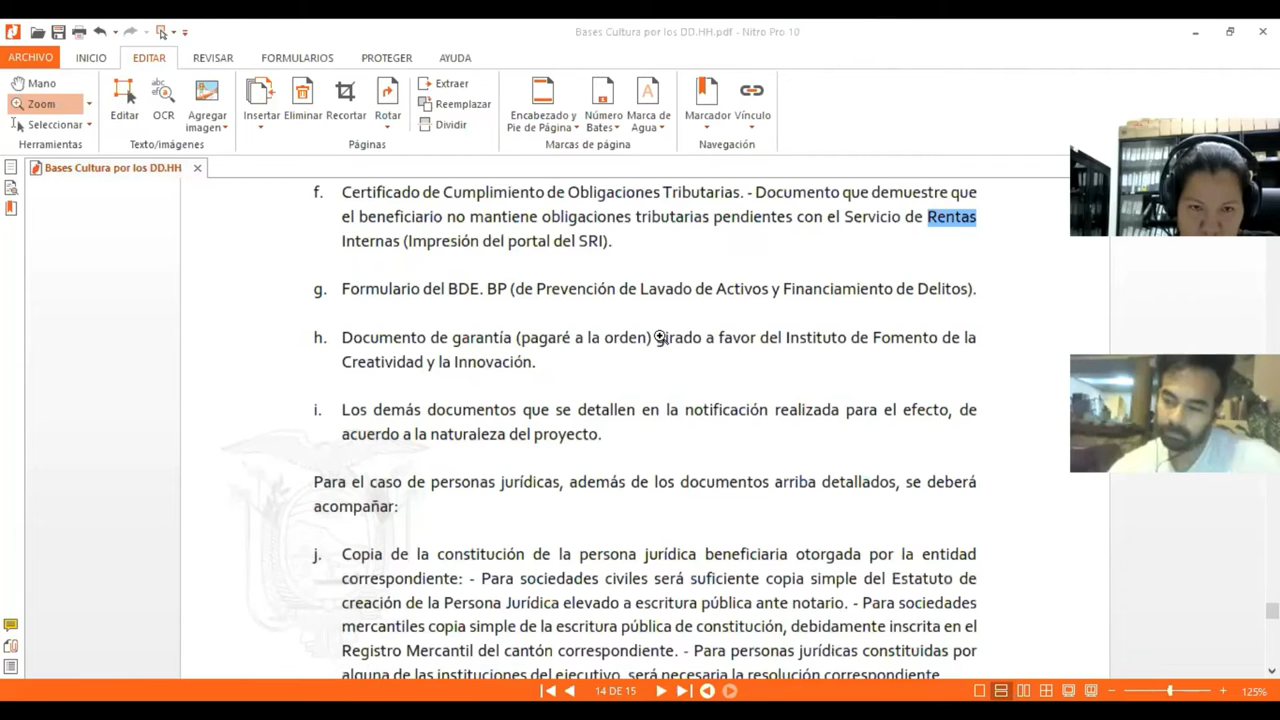 Bases Cultura por los DD.HH.pdf - Nitro Pro 10
ARCHIVO INICIO EDITAR REVISAR FORMULARIOS PROTEGER AYUDA
Mano
Zoom
Seleccionar
Herramientas
Editar
OCR
Agregar imagen
Texto/imágenes
Insertar
Eliminar
Recortar
Rotar
Extraer
Reemplazar
Dividir
Páginas
Encabezado y Pie de Página
Número Bates
Marca de Agua
Marcas de página
Marcador
Vínculo
Navegación
Bases Cultura por los DD.HH
f. Certificado de Cumplimiento de Obligaciones Tributarias. - Documento que demuestre que
el beneficiario no mantiene obligaciones tributarias pendientes con el Servicio de Rentas
Internas (Impresión del portal del SRI).
g. Formulario del BDE. BP (de Prevención de Lavado de Activos y Financiamiento de Delitos).
h. Documento de garantía (pagaré a la orden) girado a favor del Instituto de Fomento de la
Creatividad y la Innovación.
i. Los demás documentos que se detallen en la notificación realizada para el efecto, de
acuerdo a la naturaleza del proyecto.
Para el caso de personas jurídicas, además de los documentos arriba detallados, se deberá
acompañar:
j. Copia de la constitución de la persona jurídica beneficiaria otorgada por la entidad
correspondiente: - Para sociedades civiles será suficiente copia simple del Estatuto de
creación de la Persona Jurídica elevado a escritura pública ante notario. - Para sociedades
mercantiles copia simple de la escritura pública de constitución, debidamente inscrita en el
Registro Mercantil del cantón correspondiente. - Para personas jurídicas constituidas por
alguna de las instituciones del ejecutivo, será necesaria la resolución correspondiente
14 DE 15
125%